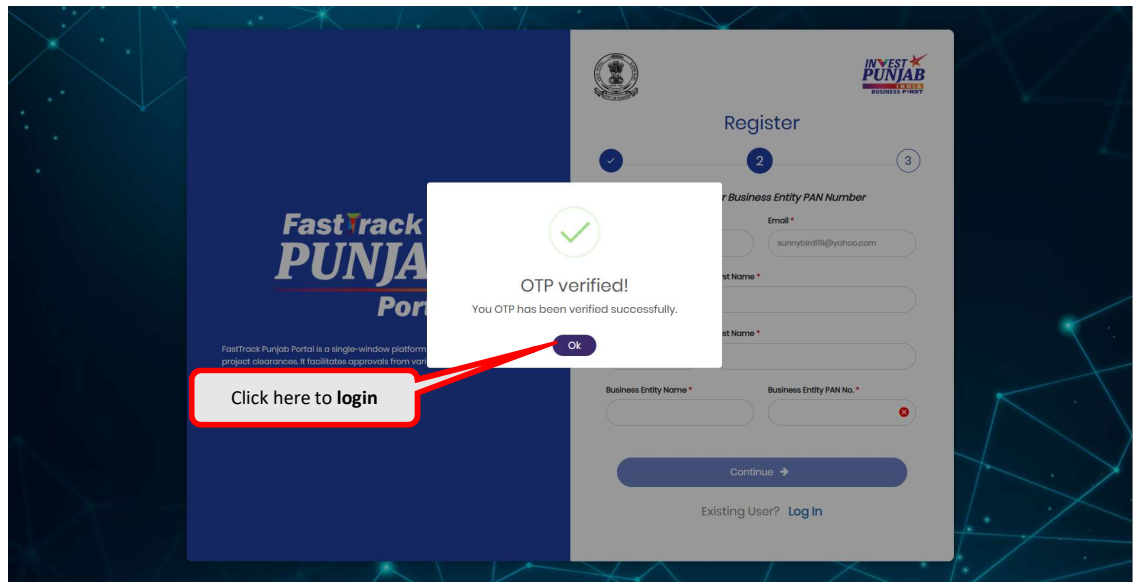 INVEST
PUNJAB
INDIA
BUSINESS FIRST
Register
2
3
r Business Entity PAN Number
Email *
sunnybird119@yahoo.com
st Name *
st Name *
Business Entity Name *
Business Entity PAN No. *
Continue →
Existing User? Log In
FastTrack
PUNJA
Por
FastTrack Punjab Portal is a single-window platform
project clearances. It facilitates approvals from vari
OTP verified!
You OTP has been verified successfully.
Ok
Click here to login